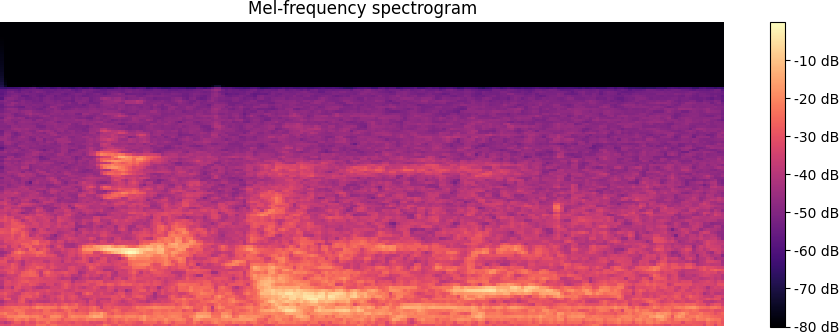 Mel-frequency spectrogram
-10 dB
-20 dB
-30 dB
-40 dB
-50 dB
-60 dB
-70 dB
-80 dB